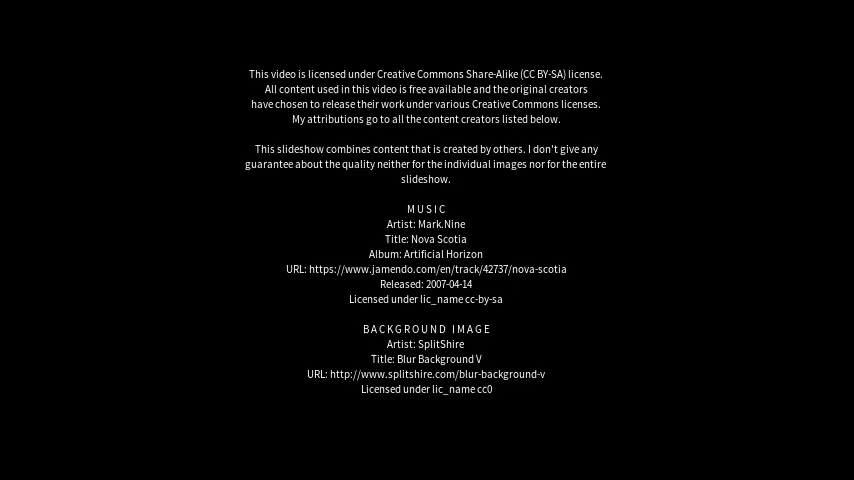 This video is licensed under Creative Commons Share-Alike (CC BY-SA) license.
All content used in this video is free available and the original creators
have chosen to release their work under various Creative Commons licenses.
My attributions go to all the content creators listed below.
This slideshow combines content that is created by others. I don't give any
guarantee about the quality neither for the individual images nor for the entire
slideshow.
MUSIC
Artist: Mark.Nine
Title: Nova Scotia
Album: Artificial Horizon
URL: https://www.jamendo.com/en/track/42737/nova-scotia
Released: 2007-04-14
Licensed under lic_name cc-by-sa
BACKGROUND IMAGE
Artist: SplitShire
Title: Blur Background V
URL: http://www.splitshire.com/blur-background-v
Licensed under lic_name cc0